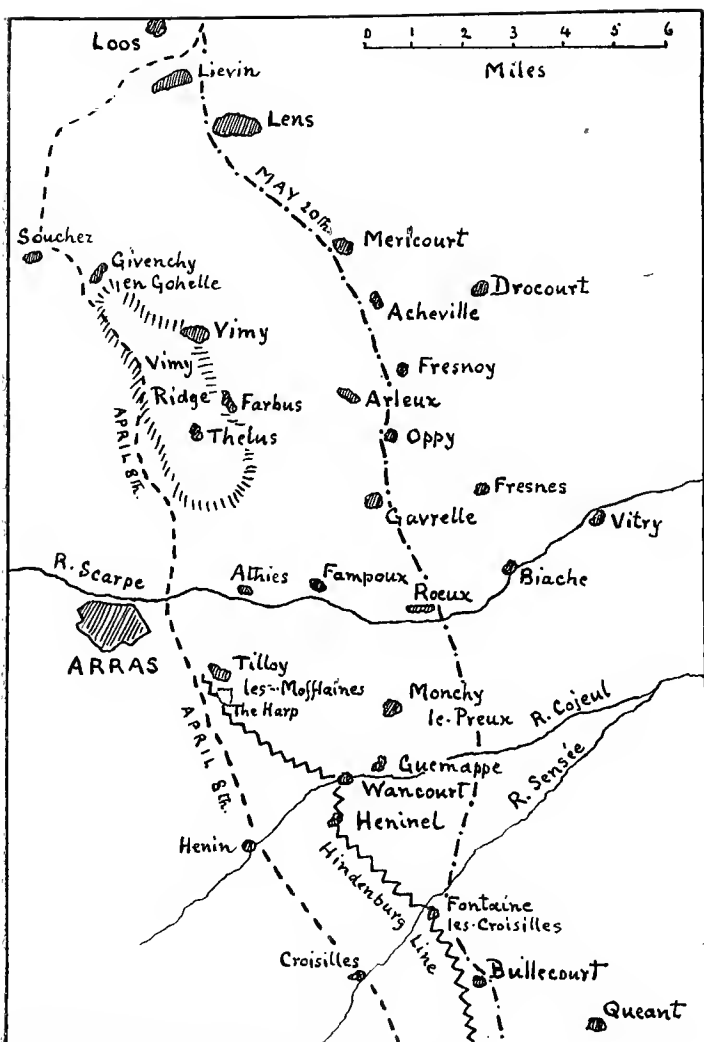 LOOS
0 1 2 3 4 5 6
Miles
Lievin
Lens
MAY 20th.
Souchez
Mericourt
Givenchy
en Gohelle
Drocourt
Acheville
Vimy
Vimy
Ridge
Fresnoy
Farbus
Arleux
APRIL 8th.
Thelus
Oppy
Fresnes
Gavrelle
Vitry
R. Scarpe
Athies
Fampoux
Biache
Roeux
ARRAS
Tilloy
les-Mofflaines
The Harp
Monchy
le-Preux
R. Cojeul
APRIL 8th.
Guemappe
Wancourt
R. Sensée
Heninel
Henin
Hindenburg
Line
Fontaine
les-Croisilles
Croisilles
Bullecourt
Queant